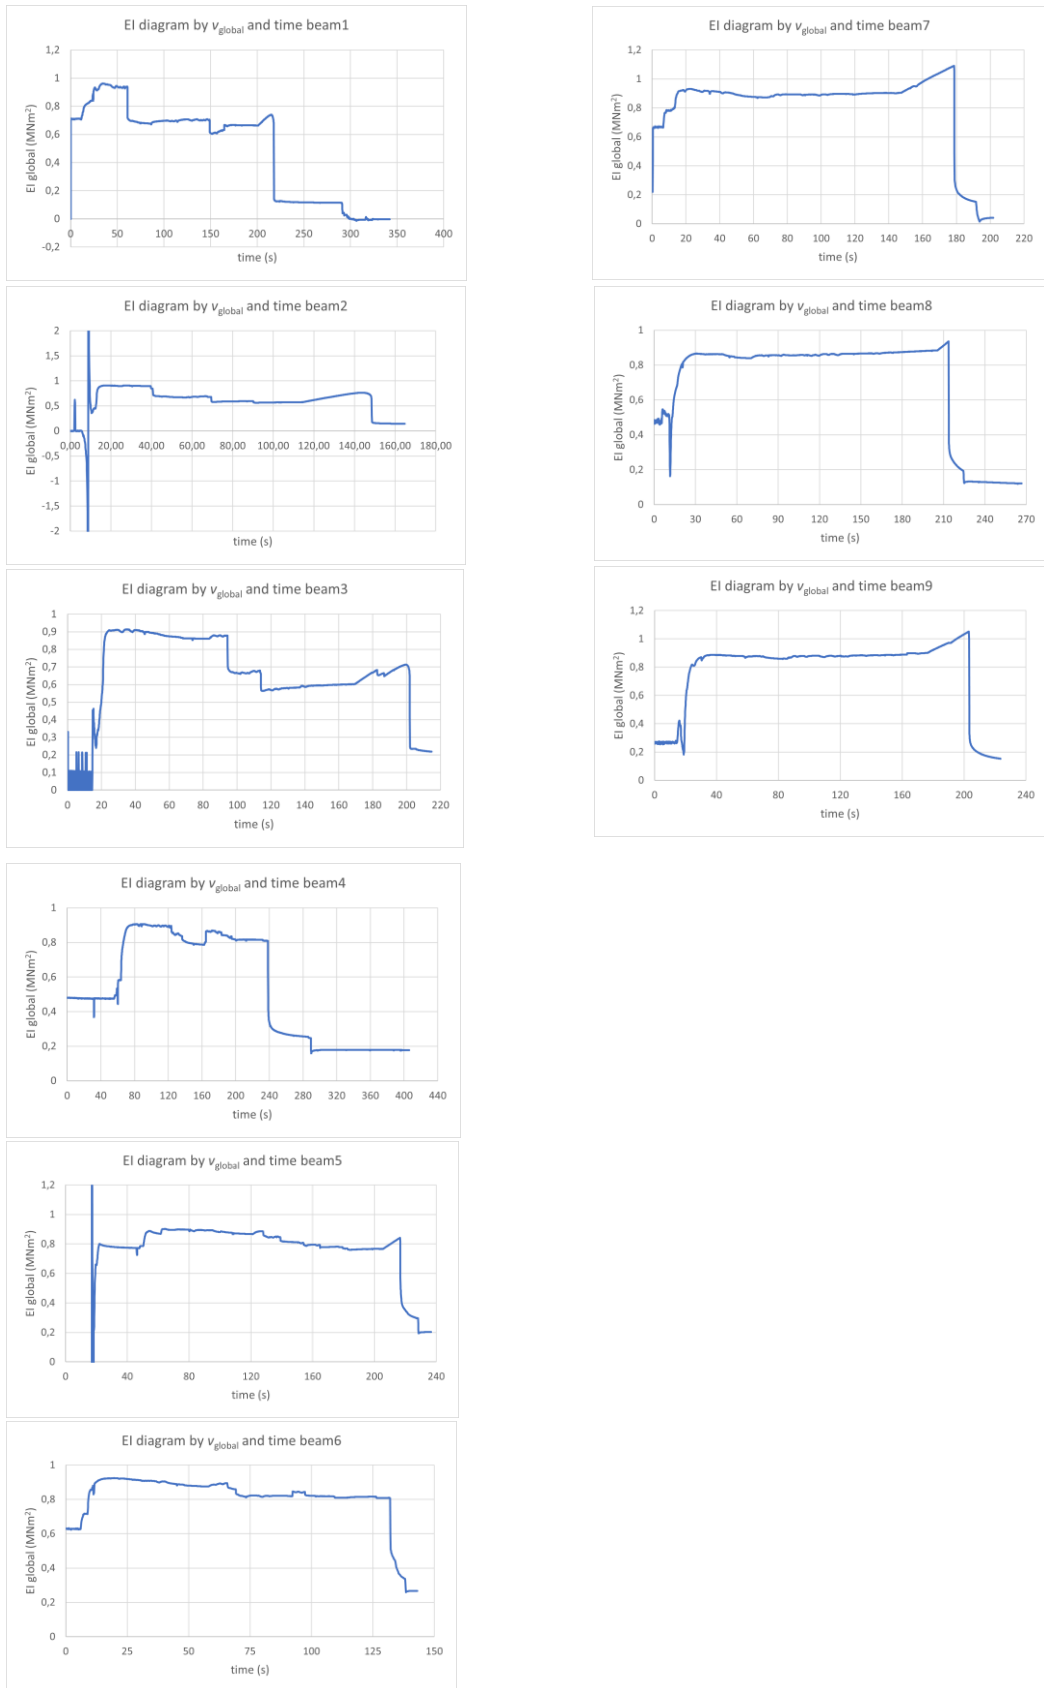 EI diagram by vglobal and time beam1
EI global (MNm²)
1,2
1
0,8
0,6
0,4
0,2
0
-0,2
0 50 100 150 200 250 300 350 400
time (s)
EI diagram by vglobal and time beam2
EI global (MNm²)
2
1,5
1
0,5
0
-0,5
-1
-1,5
-2
0,00 20,00 40,00 60,00 80,00 100,00 120,00 140,00 160,00 180,00
time (s)
EI diagram by vglobal and time beam3
EI global (MNm²)
1
0,9
0,8
0,7
0,6
0,5
0,4
0,3
0,2
0,1
0
0 20 40 60 80 100 120 140 160 180 200 220
time (s)
EI diagram by vglobal and time beam4
EI global (MNm²)
1
0,8
0,6
0,4
0,2
0
0 40 80 120 160 200 240 280 320 360 400 440
time (s)
EI diagram by vglobal and time beam5
EI global (MNm²)
1,2
1
0,8
0,6
0,4
0,2
0
0 40 80 120 160 200 240
time (s)
EI diagram by vglobal and time beam6
EI global (MNm²)
1
0,8
0,6
0,4
0,2
0
0 25 50 75 100 125 150
time (s)
EI diagram by vglobal and time beam7
EI global (MNm²)
1,2
1
0,8
0,6
0,4
0,2
0
0 20 40 60 80 100 120 140 160 180 200 220
time (s)
EI diagram by vglobal and time beam8
EI global (MNm²)
1
0,8
0,6
0,4
0,2
0
0 30 60 90 120 150 180 210 240 270
time (s)
EI diagram by vglobal and time beam9
EI global (MNm²)
1,2
1
0,8
0,6
0,4
0,2
0
0 40 80 120 160 200 240
time (s)